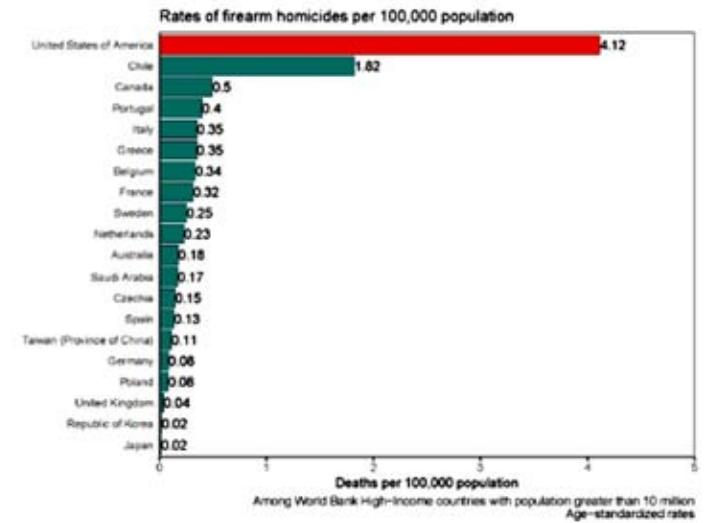 Rates of firearm homicides per 100,000 population
United States of America 4.12
Chile 1.82
Canada 0.5
Portugal 0.4
Italy 0.35
Greece 0.35
Belgium 0.34
France 0.32
Sweden 0.25
Netherlands 0.23
Australia 0.18
Saudi Arabia 0.17
Czechia 0.15
Spain 0.13
Taiwan (Province of China) 0.11
Germany 0.08
Poland 0.08
United Kingdom 0.04
Republic of Korea 0.02
Japan 0.02
0 1 2 3 4 5
Deaths per 100,000 population
Among World Bank High-Income countries with population greater than 10 million
Age-standardized rates